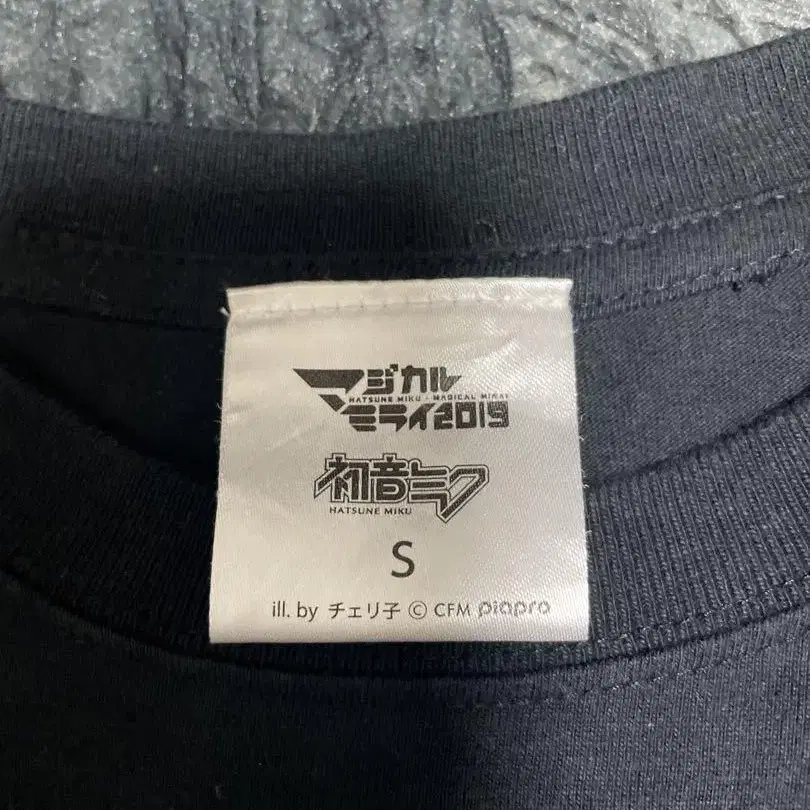 マジカル
HATSUNE MIKU・MAGICAL MIRAI
ミライ2019
初音ミク
HATSUNE MIKU
S
ill. by チェリ子 © CFM piapro